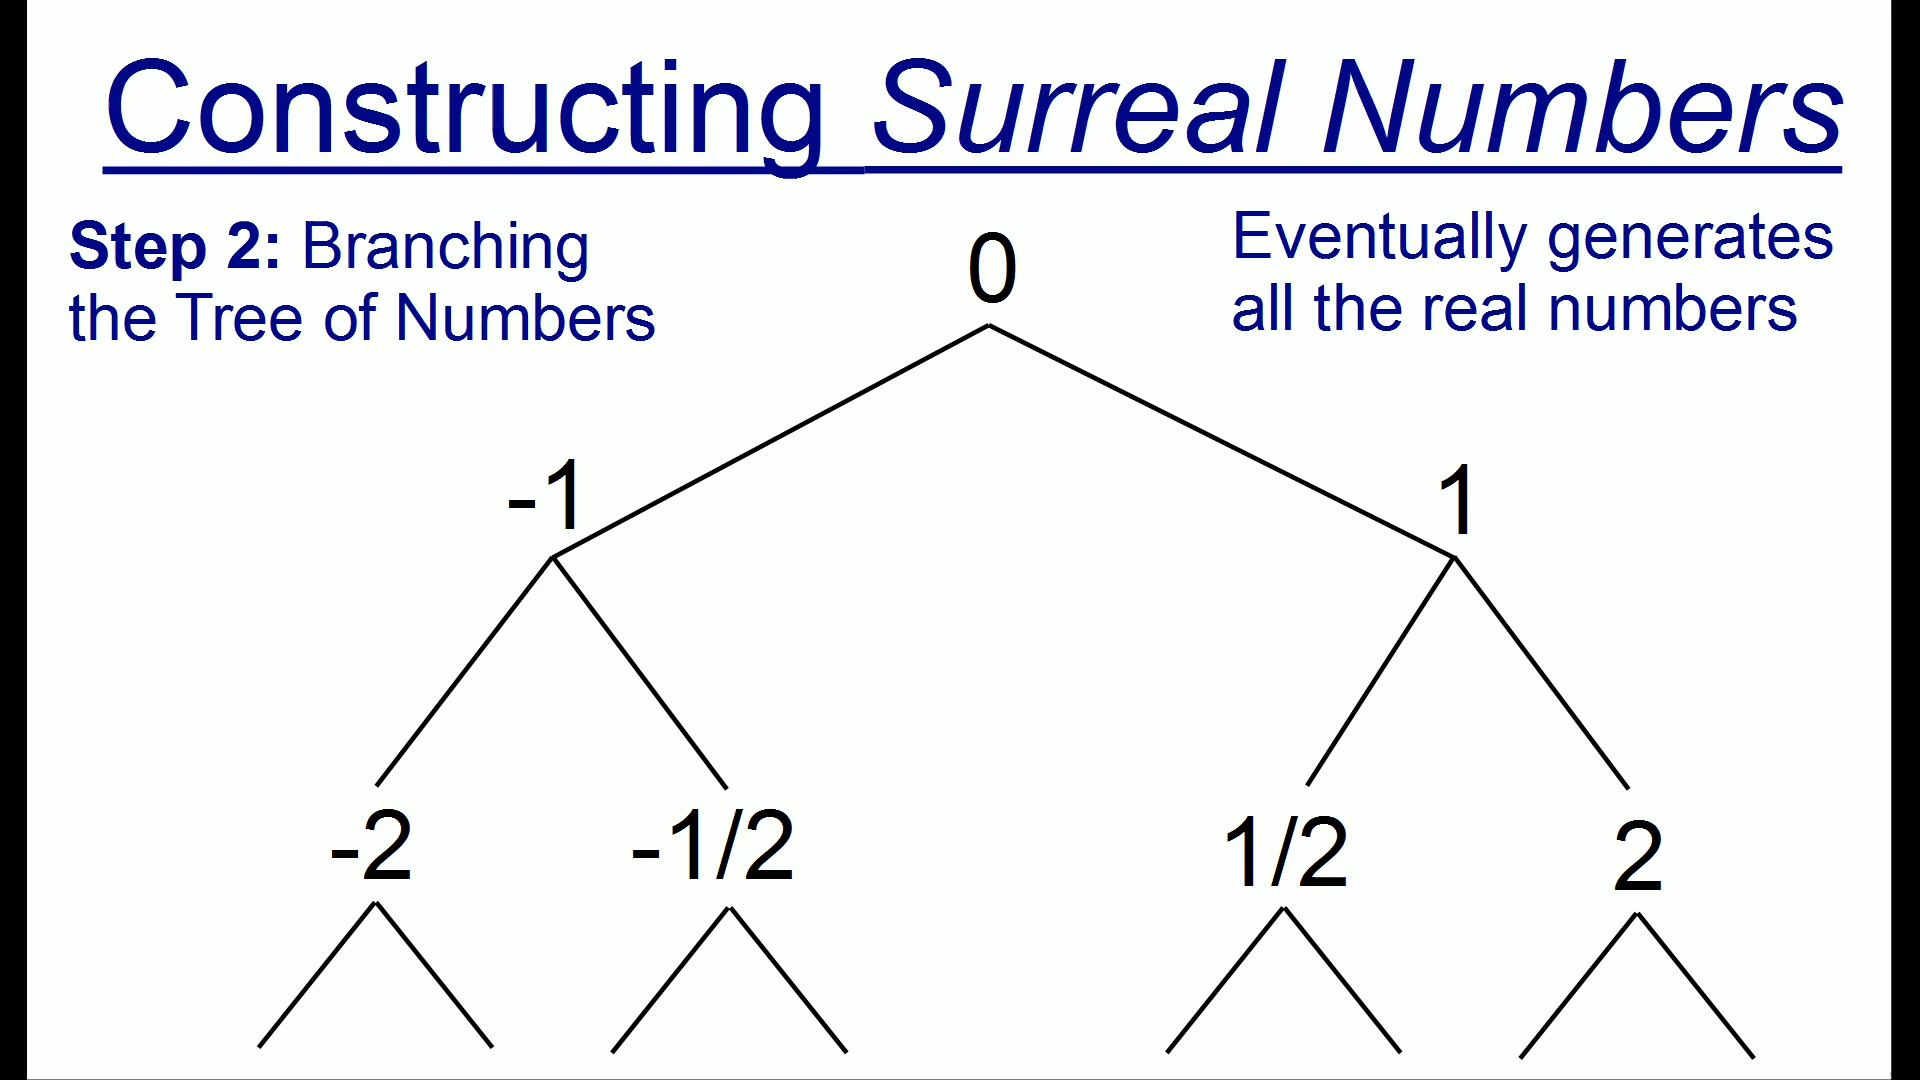 Constructing Surreal Numbers
Step 2: Branching
the Tree of Numbers
Eventually generates
all the real numbers
0
-1
1
-2
-1/2
1/2
2